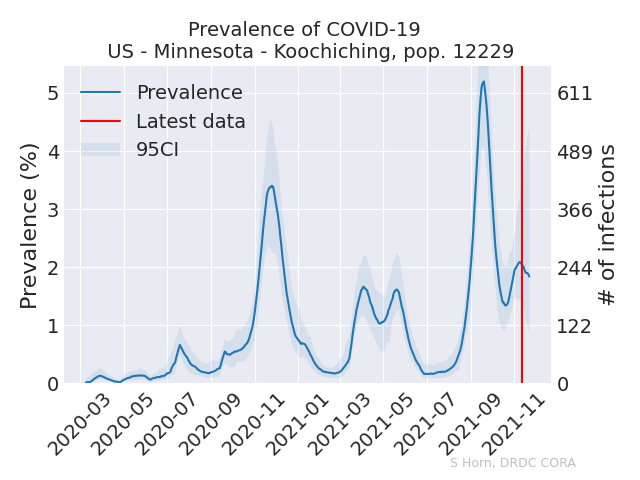 Prevalence of COVID-19
US - Minnesota - Koochiching, pop. 12229
Prevalence
Latest data
95CI
Prevalence (%)
5
4
3
2
1
0
611
489
366
244
122
0
# of infections
2020-03
2020-05
2020-07
2020-09
2020-11
2021-01
2021-03
2021-05
2021-07
2021-09
2021-11
S Horn, DRDC CORA